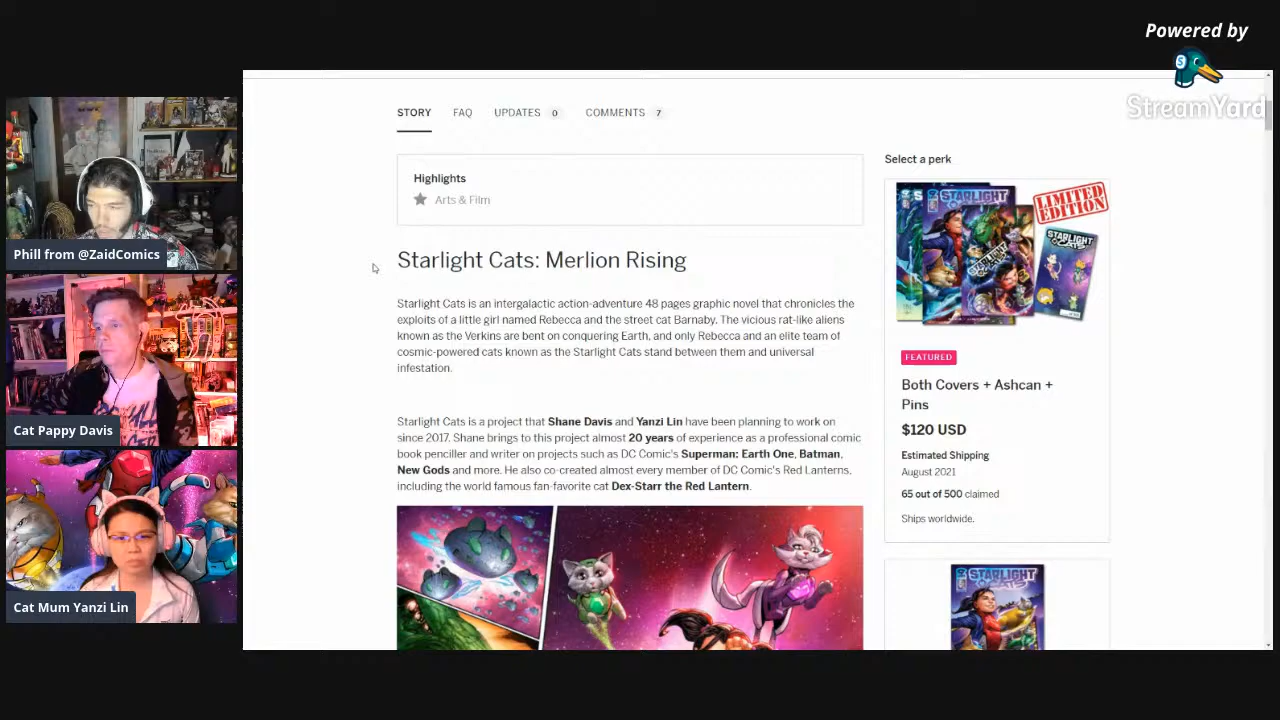 Powered by
StreamYard
Phill from @ZaidComics
Cat Pappy Davis
Cat Mum Yanzi Lin
STORY FAQ UPDATES 0 COMMENTS 7
Highlights
Arts & Film
Starlight Cats: Merlion Rising
Starlight Cats is an intergalactic action-adventure 48 pages graphic novel that chronicles the
exploits of a little girl named Rebecca and the street cat Barnaby. The vicious rat-like aliens
known as the Verkins are bent on conquering Earth, and only Rebecca and an elite team of
cosmic-powered cats known as the Starlight Cats stand between them and universal
infestation.
Starlight Cats is a project that Shane Davis and Yanzi Lin have been planning to work on
since 2017. Shane brings to this project almost 20 years of experience as a professional comic
book penciller and writer on projects such as DC Comic's Superman: Earth One, Batman,
New Gods and more. He also co-created almost every member of DC Comic's Red Lanterns,
including the world famous fan-favorite cat Dex-Starr the Red Lantern.
Select a perk
STARLIGHT
LIMITED
EDITION
STARLIGHT
CATS
FEATURED
Both Covers + Ashcan +
Pins
$120 USD
Estimated Shipping
August 2021
65 out of 500 claimed
Ships worldwide.
STARLIGHT
CATS